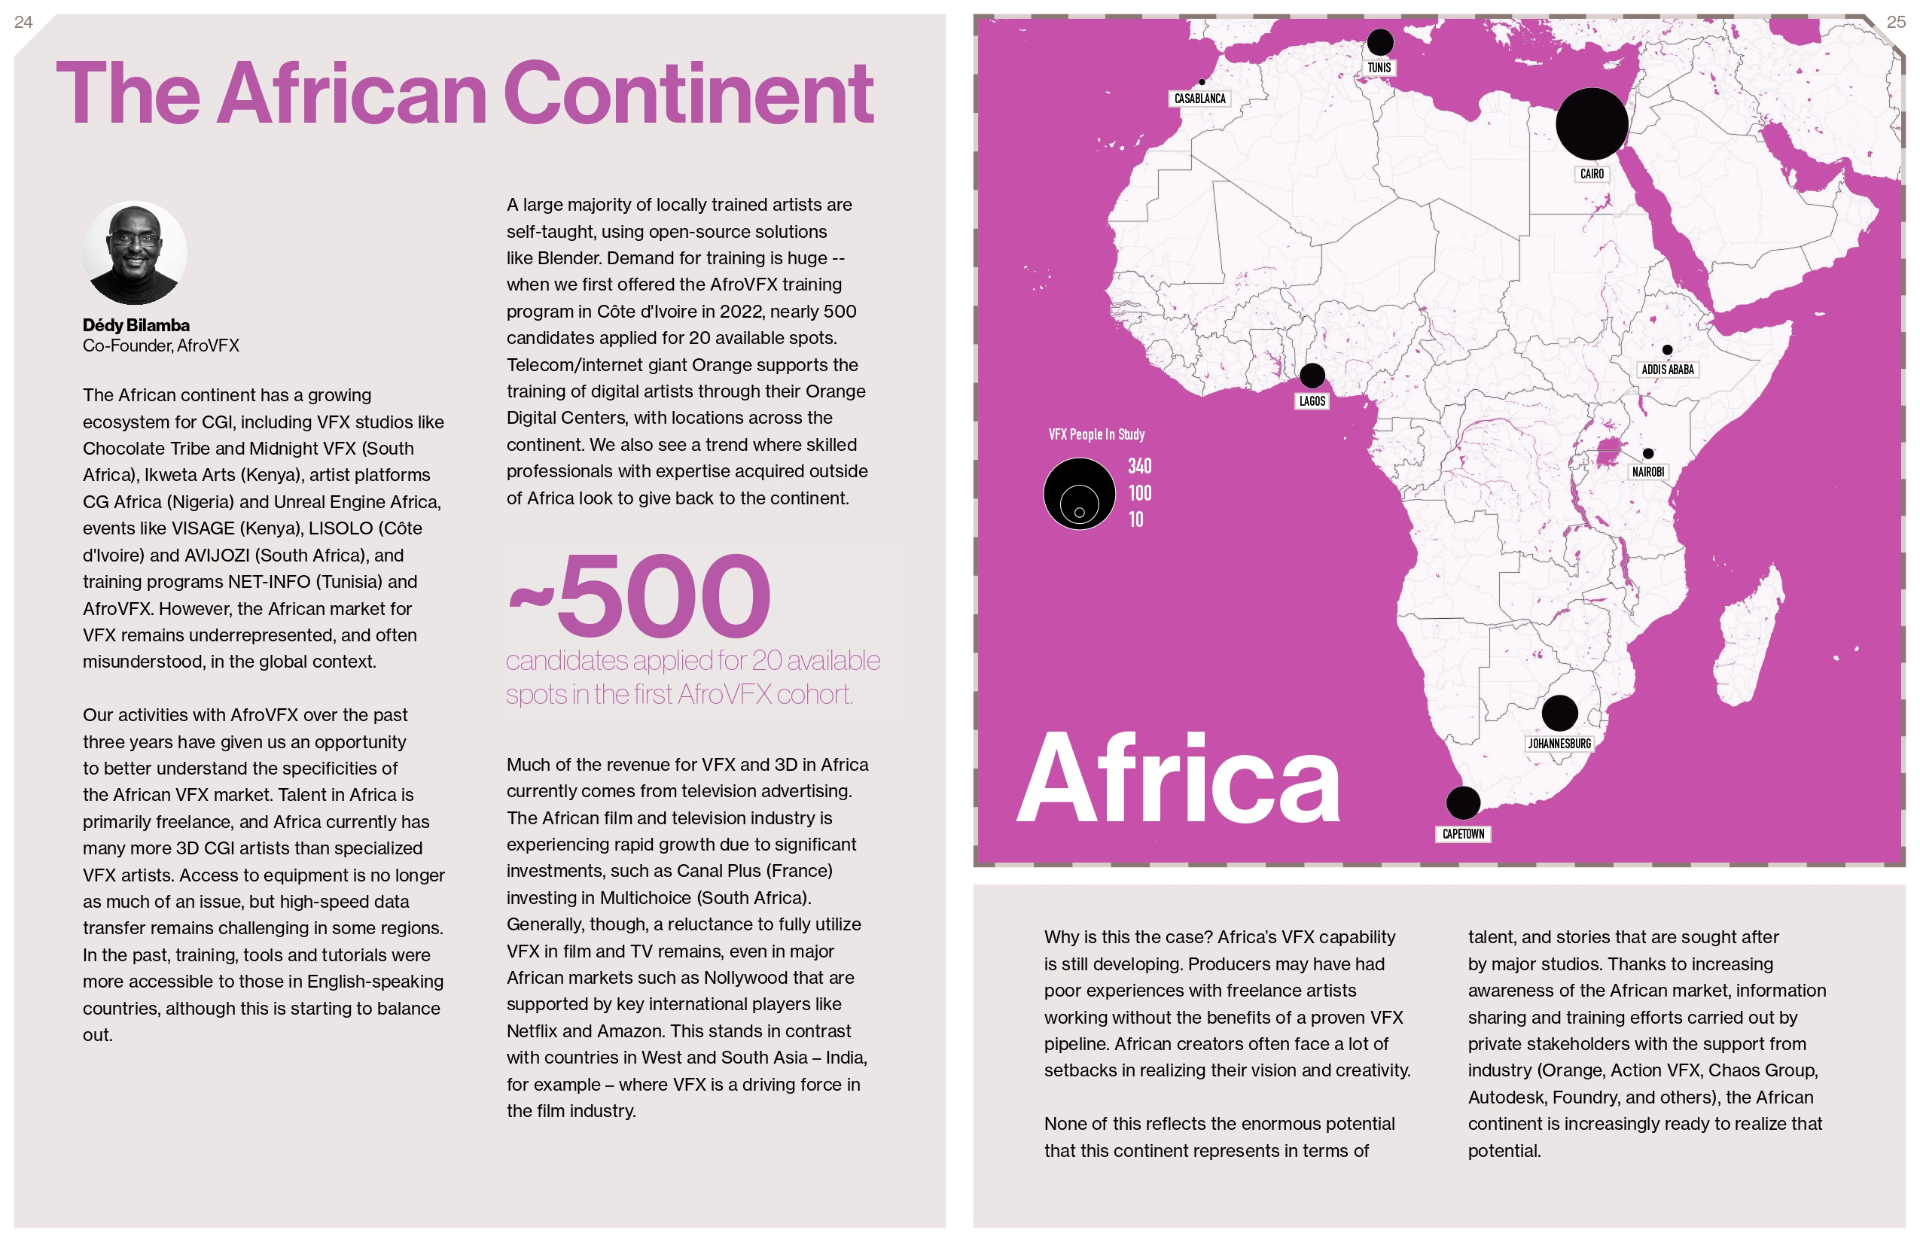 24
The African Continent
Dédy Bilamba
Co-Founder, AfroVFX
The African continent has a growing
ecosystem for CGI, including VFX studios like
Chocolate Tribe and Midnight VFX (South
Africa), Ikweta Arts (Kenya), artist platforms
CG Africa (Nigeria) and Unreal Engine Africa,
events like VISAGE (Kenya), LISOLO (Côte
d'Ivoire) and AVIJOZI (South Africa), and
training programs NET-INFO (Tunisia) and
AfroVFX. However, the African market for
VFX remains underrepresented, and often
misunderstood, in the global context.
Our activities with AfroVFX over the past
three years have given us an opportunity
to better understand the specificities of
the African VFX market. Talent in Africa is
primarily freelance, and Africa currently has
many more 3D CGI artists than specialized
VFX artists. Access to equipment is no longer
as much of an issue, but high-speed data
transfer remains challenging in some regions.
In the past, training, tools and tutorials were
more accessible to those in English-speaking
countries, although this is starting to balance
out.
A large majority of locally trained artists are
self-taught, using open-source solutions
like Blender. Demand for training is huge --
when we first offered the AfroVFX training
program in Côte d'Ivoire in 2022, nearly 500
candidates applied for 20 available spots.
Telecom/internet giant Orange supports the
training of digital artists through their Orange
Digital Centers, with locations across the
continent. We also see a trend where skilled
professionals with expertise acquired outside
of Africa look to give back to the continent.
~500
candidates applied for 20 available
spots in the first AfroVFX cohort.
Much of the revenue for VFX and 3D in Africa
currently comes from television advertising.
The African film and television industry is
experiencing rapid growth due to significant
investments, such as Canal Plus (France)
investing in Multichoice (South Africa).
Generally, though, a reluctance to fully utilize
VFX in film and TV remains, even in major
African markets such as Nollywood that are
supported by key international players like
Netflix and Amazon. This stands in contrast
with countries in West and South Asia – India,
for example – where VFX is a driving force in
the film industry.
25
TUNIS
CASABLANCA
CAIRO
ADDIS ABABA
LAGOS
VFX People In Study
340
100
10
NAIROBI
JOHANNESBURG
Africa
CAPETOWN
Why is this the case? Africa's VFX capability
is still developing. Producers may have had
poor experiences with freelance artists
working without the benefits of a proven VFX
pipeline. African creators often face a lot of
setbacks in realizing their vision and creativity.
None of this reflects the enormous potential
that this continent represents in terms of
talent, and stories that are sought after
by major studios. Thanks to increasing
awareness of the African market, information
sharing and training efforts carried out by
private stakeholders with the support from
industry (Orange, Action VFX, Chaos Group,
Autodesk, Foundry, and others), the African
continent is increasingly ready to realize that
potential.